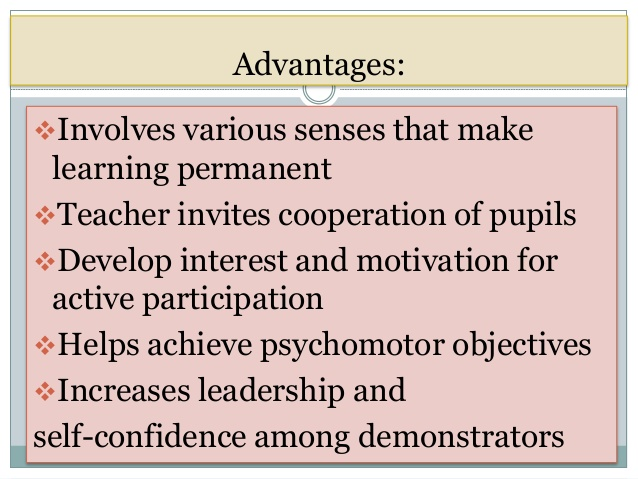 Advantages:
❖Involves various senses that make
learning permanent
❖Teacher invites cooperation of pupils
❖Develop interest and motivation for
active participation
❖Helps achieve psychomotor objectives
❖Increases leadership and
self-confidence among demonstrators